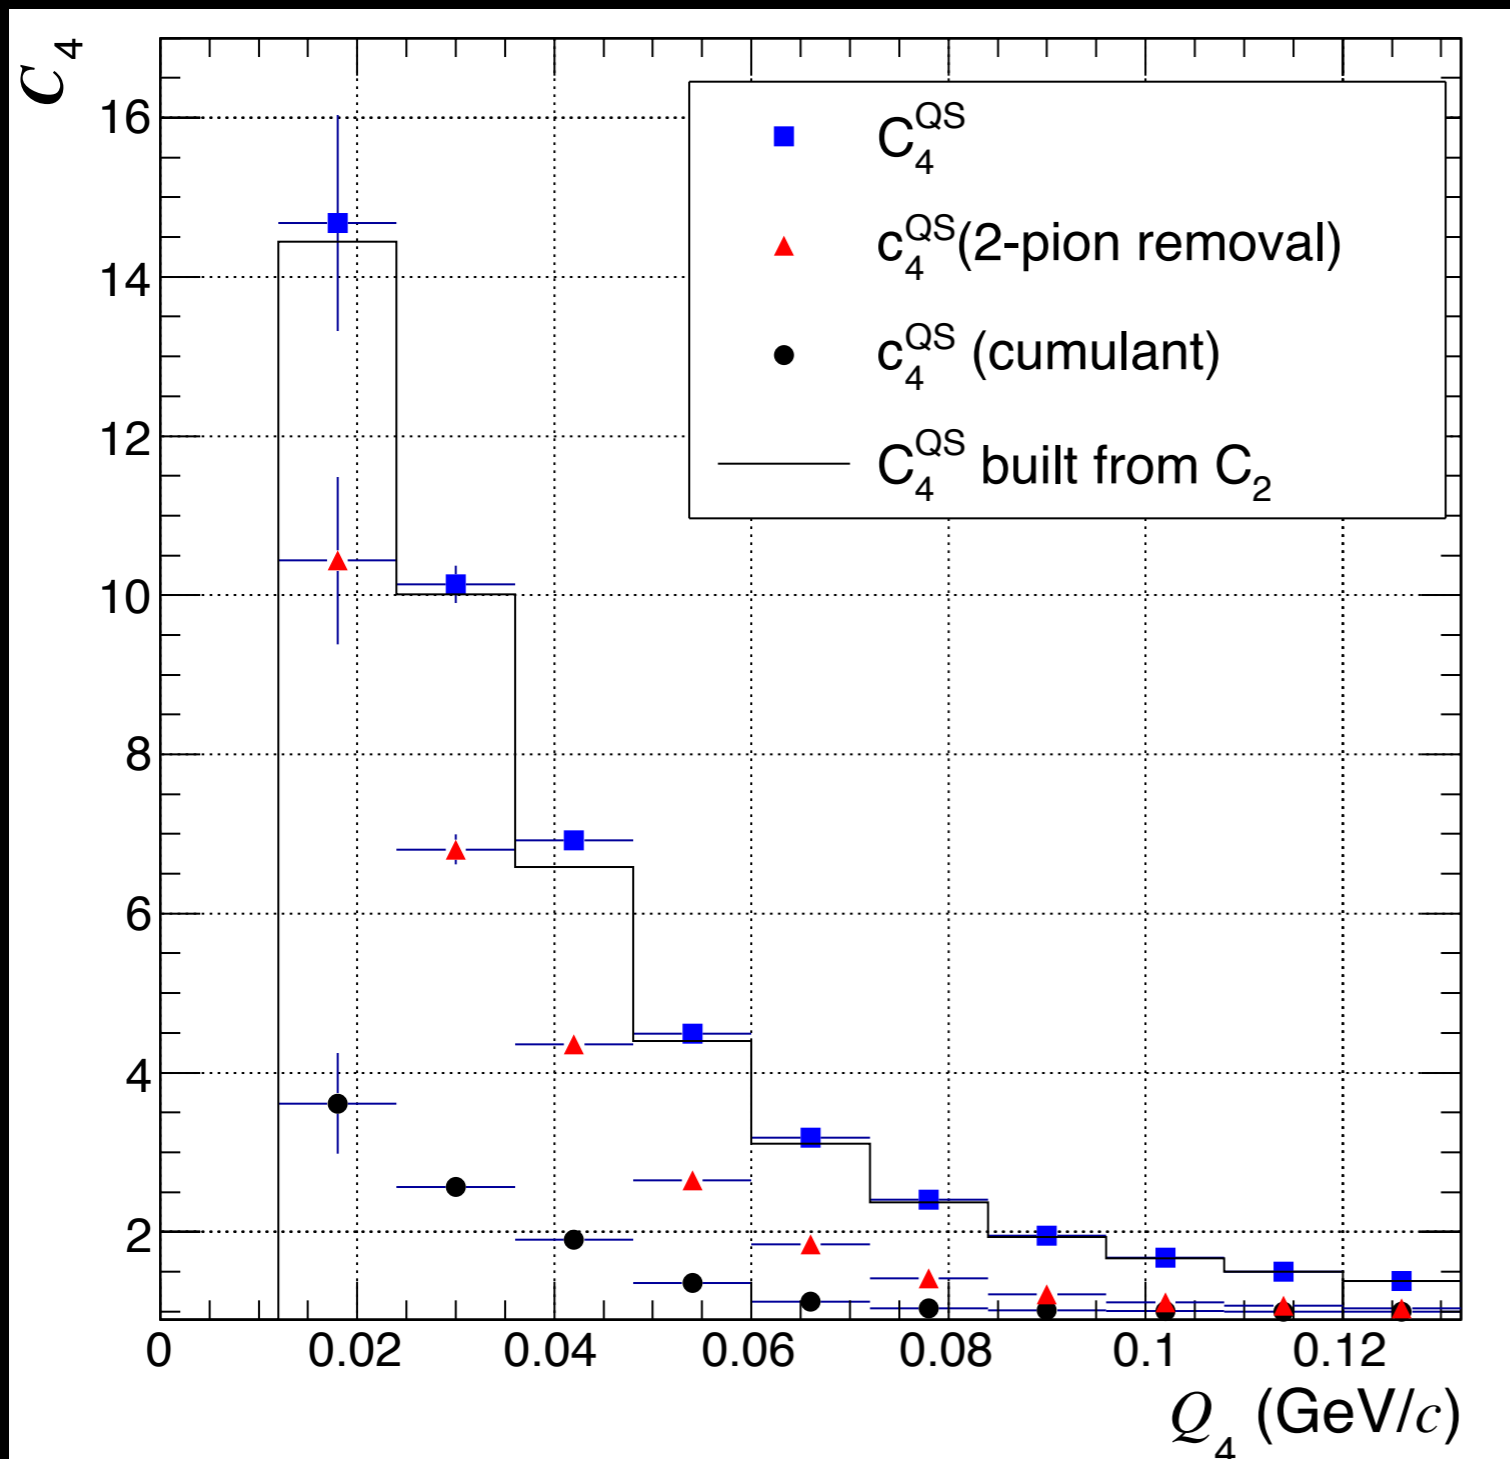 C4
16
14
12
10
8
6
4
2
C4QS
c4QS(2-pion removal)
c4QS (cumulant)
C4QS built from C2
0 0.02 0.04 0.06 0.08 0.1 0.12
Q4 (GeV/c)